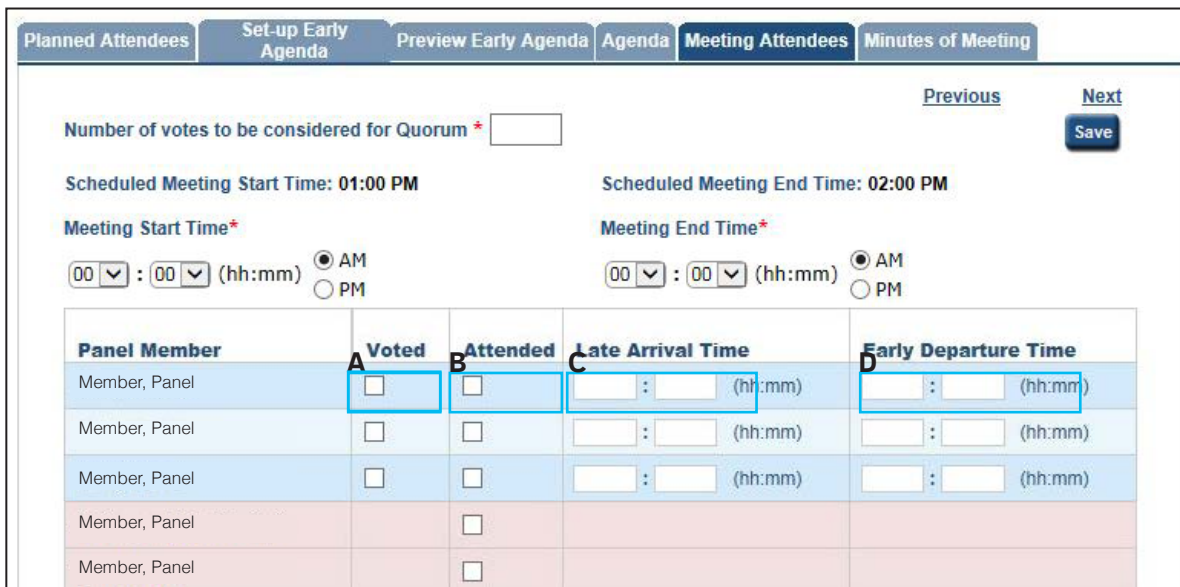 Planned Attendees Set-up Early Agenda Preview Early Agenda Agenda Meeting Attendees Minutes of Meeting
Previous Next
Number of votes to be considered for Quorum * Save
Scheduled Meeting Start Time: 01:00 PM Scheduled Meeting End Time: 02:00 PM
Meeting Start Time* Meeting End Time*
00 : 00 (hh:mm) AM 00 : 00 (hh:mm) AM
PM PM
Panel Member Voted Attended Late Arrival Time Early Departure Time
A B C D
Member, Panel : (hh:mm) : (hh:mm)
Member, Panel : (hh:mm) : (hh:mm)
Member, Panel : (hh:mm) : (hh:mm)
Member, Panel
Member, Panel